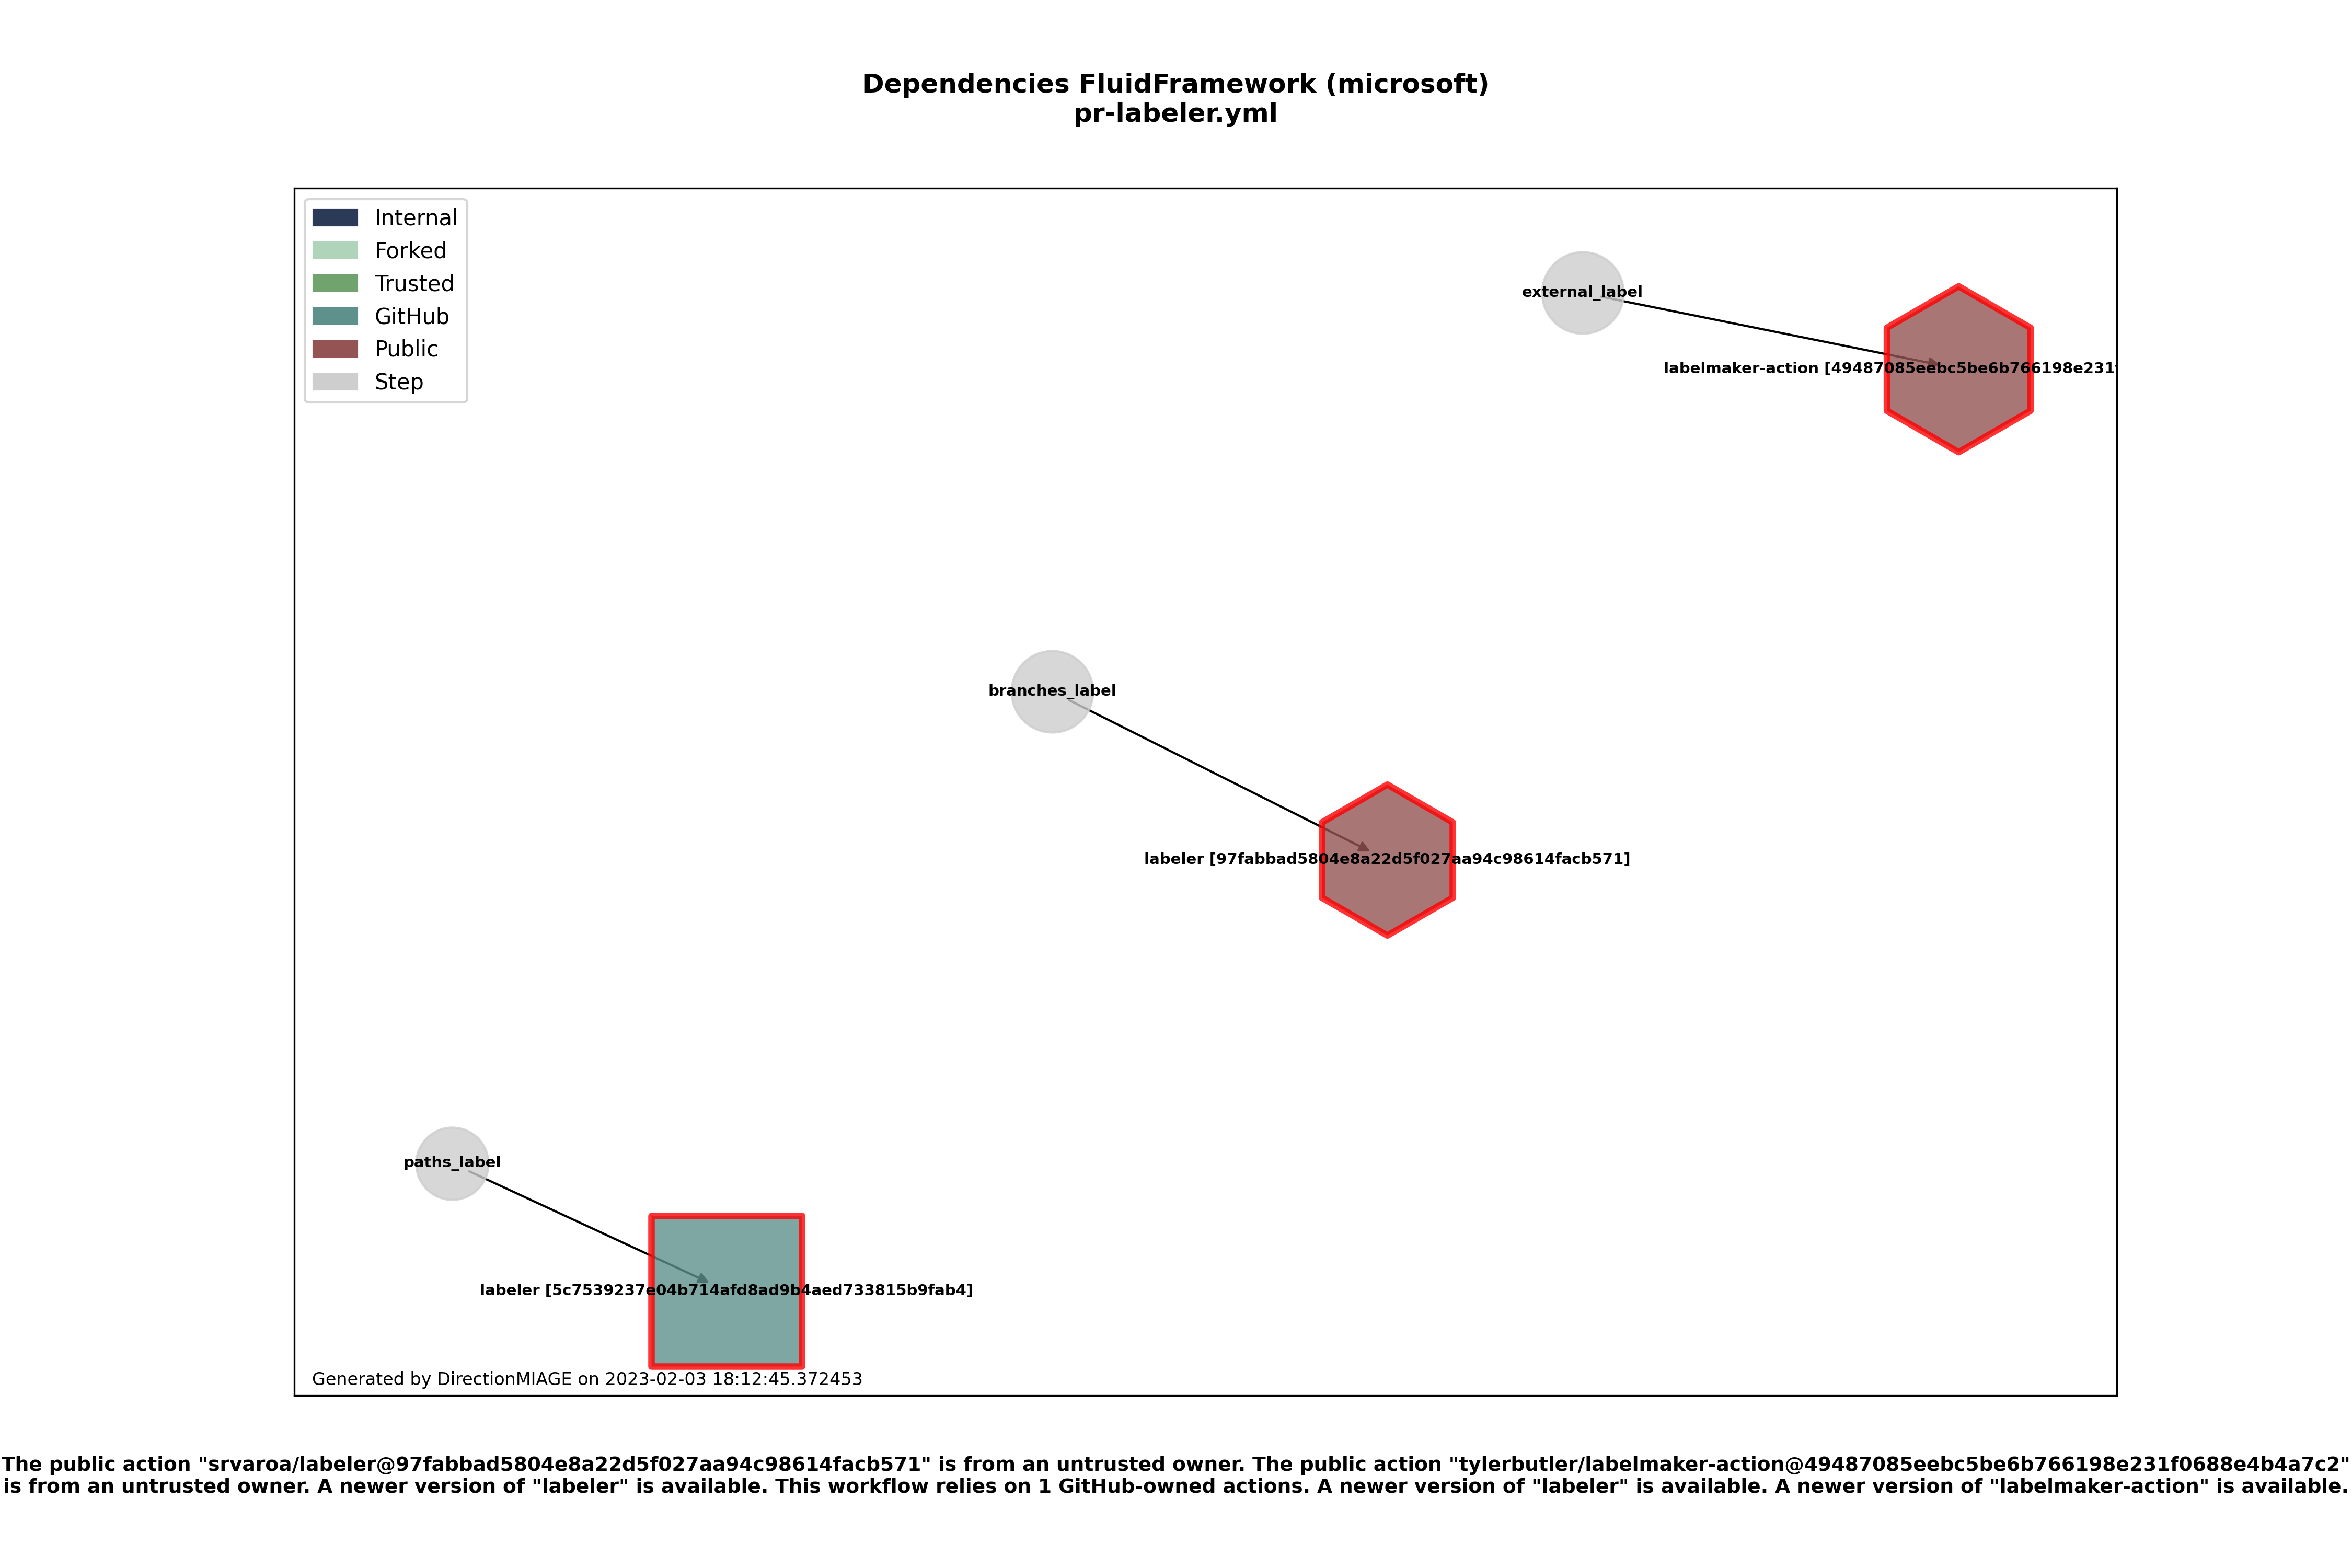 Dependencies FluidFramework (microsoft)
pr-labeler.yml
Internal
Forked
Trusted
GitHub
Public
Step
external_label
labelmaker-action [49487085eebc5be6b766198e231
branches_label
labeler [97fabbad5804e8a22d5f027aa94c98614facb571]
paths_label
labeler [5c7539237e04b714afd8ad9b4aed733815b9fab4]
Generated by DirectionMIAGE on 2023-02-03 18:12:45.372453
The public action "srvaroa/labeler@97fabbad5804e8a22d5f027aa94c98614facb571" is from an untrusted owner. The public action "tylerbutler/labelmaker-action@49487085eebc5be6b766198e231f0688e4b4a7c2"
is from an untrusted owner. A newer version of "labeler" is available. This workflow relies on 1 GitHub-owned actions. A newer version of "labeler" is available. A newer version of "labelmaker-action" is available.